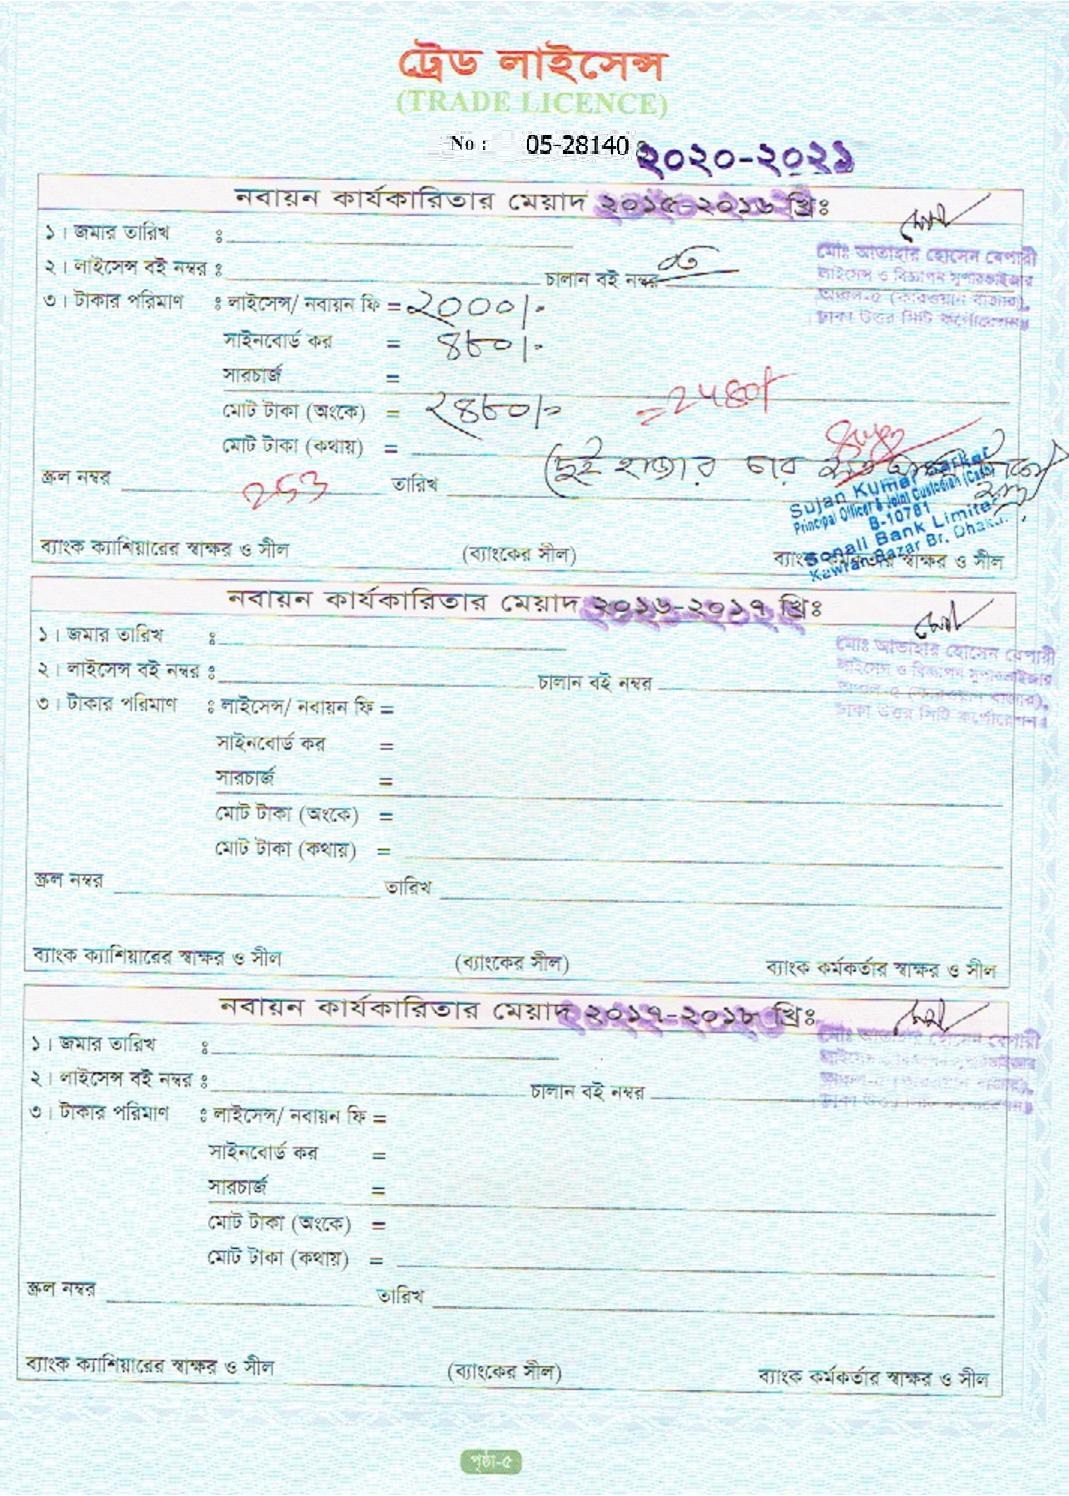 ট্রেড লাইসেন্স
(TRADE LICENCE)
No : 05-28140
২০২০-২০২১
নবায়ন কার্যকারিতার মেয়াদ ২০১৫-২০১৬ খ্রিঃ
১। জমার তারিখ ঃ
মোঃ আতাহার হোসেন বেপারী
লাইসেন্স ও বিজ্ঞাপন সুপারভাইজার
অঞ্চল-৫ (কারওয়ান বাজার),
ঢাকা উত্তর সিটি কর্পোরেশন।
২। লাইসেন্স বই নম্বর ঃ চালান বই নম্বর
৩। টাকার পরিমাণ ঃ লাইসেন্স/ নবায়ন ফি = ২০০০/-
সাইনবোর্ড কর = ৪৮০/-
সারচার্জ =
মোট টাকা (অংকে) = ২৪৮০/- =2480/
মোট টাকা (কথায়) = (দুই হাজার চার শত
স্ক্রল নম্বর 253 তারিখ
Sujan Kumar Sarkar
Principal Officer & Joint Custodian (Cash)
B-10781
Sonali Bank Limited
Kawran Bazar Br. Dhaka.
ব্যাংক ক্যাশিয়ারের স্বাক্ষর ও সীল (ব্যাংকের সীল) ব্যাংক কর্মকর্তার স্বাক্ষর ও সীল
নবায়ন কার্যকারিতার মেয়াদ ২০১৬-২০১৭ খ্রিঃ
১। জমার তারিখ ঃ
মোঃ আতাহার হোসেন বেপারী
লাইসেন্স ও বিজ্ঞাপন সুপারভাইজার
অঞ্চল-৫ (কারওয়ান বাজার),
ঢাকা উত্তর সিটি কর্পোরেশন।
২। লাইসেন্স বই নম্বর ঃ চালান বই নম্বর
৩। টাকার পরিমাণ ঃ লাইসেন্স/ নবায়ন ফি =
সাইনবোর্ড কর =
সারচার্জ =
মোট টাকা (অংকে) =
মোট টাকা (কথায়) =
স্ক্রল নম্বর তারিখ
ব্যাংক ক্যাশিয়ারের স্বাক্ষর ও সীল (ব্যাংকের সীল) ব্যাংক কর্মকর্তার স্বাক্ষর ও সীল
নবায়ন কার্যকারিতার মেয়াদ ২০১৭-২০১৮ খ্রিঃ
১। জমার তারিখ ঃ
মোঃ আতাহার হোসেন বেপারী
লাইসেন্স ও বিজ্ঞাপন সুপারভাইজার
অঞ্চল-৫ (কারওয়ান বাজার),
ঢাকা উত্তর সিটি কর্পোরেশন।
২। লাইসেন্স বই নম্বর ঃ চালান বই নম্বর
৩। টাকার পরিমাণ ঃ লাইসেন্স/ নবায়ন ফি =
সাইনবোর্ড কর =
সারচার্জ =
মোট টাকা (অংকে) =
মোট টাকা (কথায়) =
স্ক্রল নম্বর তারিখ
ব্যাংক ক্যাশিয়ারের স্বাক্ষর ও সীল (ব্যাংকের সীল) ব্যাংক কর্মকর্তার স্বাক্ষর ও সীল
পৃষ্ঠা-৫